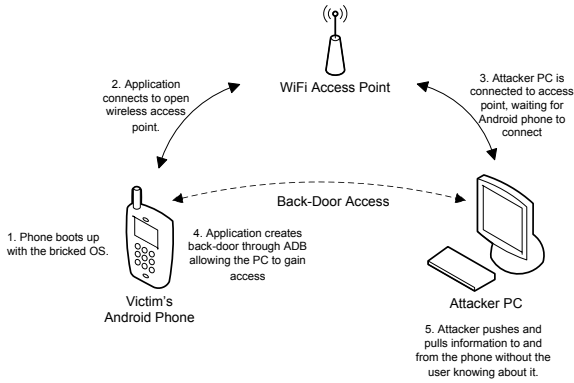 WiFi Access Point
2. Application
connects to open
wireless access
point.
3. Attacker PC is
connected to access
point, waiting for
Android phone to
connect
Back-Door Access
1. Phone boots up
with the bricked OS.
4. Application creates
back-door through ADB
allowing the PC to gain
access
Victim's
Android Phone
Attacker PC
5. Attacker pushes and
pulls information to and
from the phone without the
user knowing about it.